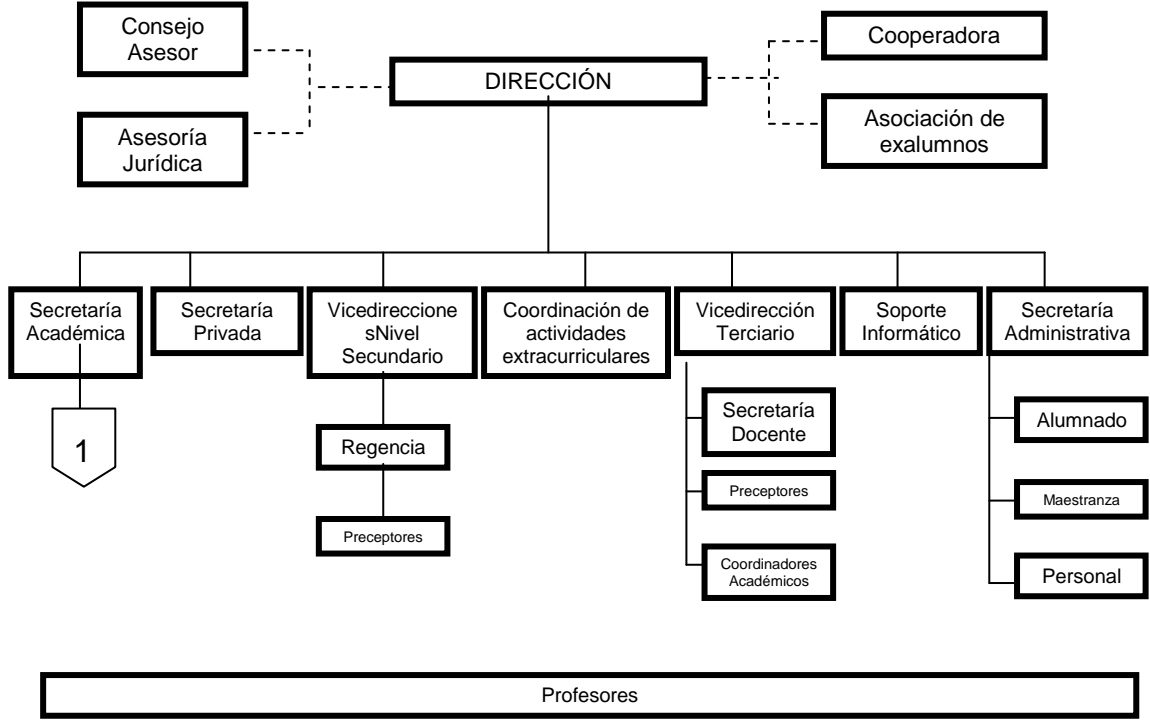 Consejo
Asesor
Cooperadora
DIRECCIÓN
Asesoría
Jurídica
Asociación de
exalumnos
Secretaría
Académica
Secretaría
Privada
Vicedireccione
sNivel
Secundario
Coordinación de
actividades
extracurriculares
Vicedirección
Terciario
Soporte
Informático
Secretaría
Administrativa
1
Regencia
Preceptores
Secretaría
Docente
Preceptores
Coordinadores
Académicos
Alumnado
Maestranza
Personal
Profesores